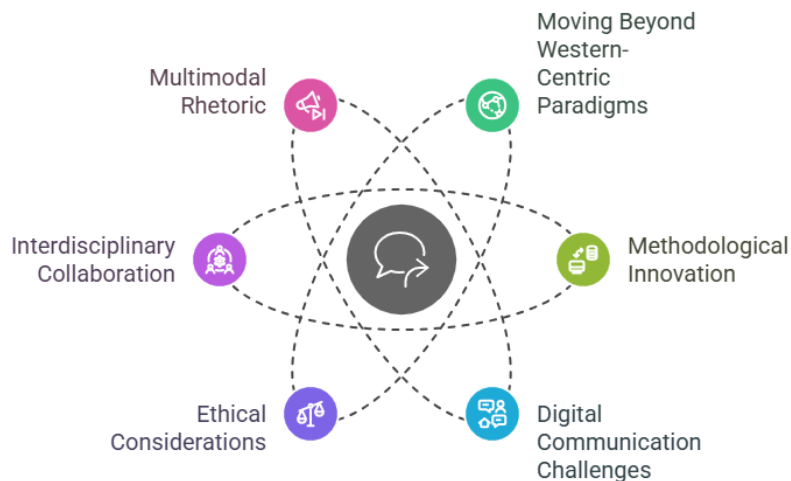 Multimodal
Rhetoric
Moving Beyond
Western-
Centric
Paradigms
Interdisciplinary
Collaboration
Methodological
Innovation
Ethical
Considerations
Digital
Communication
Challenges